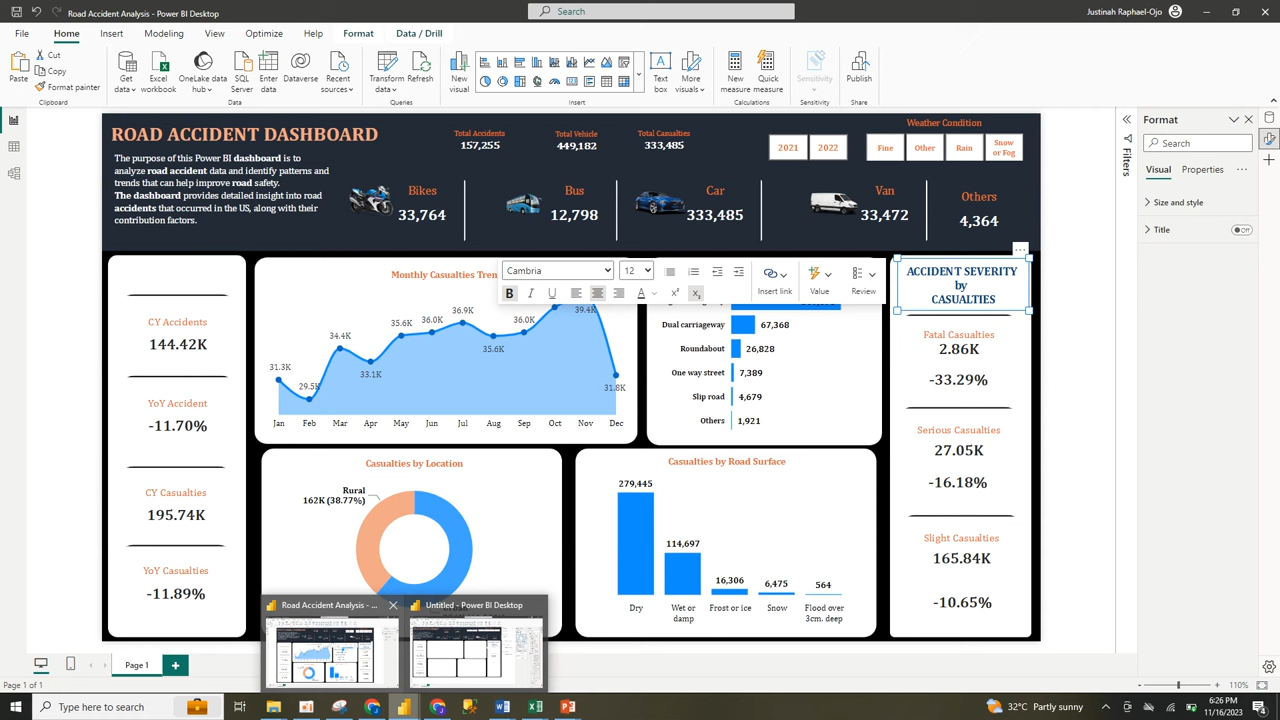 Road Accident Analysis - Power BI Desktop
Search
Justinah Raphael-Ojo
File Home Insert Modeling View Optimize Help Format Data / Drill
Paste
Cut
Copy
Format painter
Clipboard
Get data
Excel workbook
OneLake data hub
SQL Server
Enter data
Dataverse
Recent sources
Data
Transform data
Refresh
Queries
New visual
Text box
More visuals
Insert
New measure
Quick measure
Calculations
Sensitivity
Sensitivity
Publish
Share
ROAD ACCIDENT DASHBOARD
The purpose of this Power BI dashboard is to
analyze road accident data and identify patterns and
trends that can help improve road safety.
The dashboard provides detailed insight into road
accidents that occurred in the US, along with their
contribution factors.
Total Accidents
157,255
Total Vehicle
449,182
Total Casualties
333,485
2021 2022
Weather Condition
Fine Other Rain Snow or Fog
Bikes
33,764
Bus
12,798
Car
333,485
Van
33,472
Others
4,364
CY Accidents
144.42K
YoY Accident
-11.70%
CY Casualties
195.74K
YoY Casualties
-11.89%
Monthly Casualties Tren
31.3K
29.5K
34.4K
33.1K
35.6K
36.0K
36.9K
35.6K
36.0K
39.4K
31.8K
Jan Feb Mar Apr May Jun Jul Aug Sep Oct Nov Dec
Cambria 12
B I U A
Insert link
Value
Review
Dual carriageway 67,368
Roundabout 26,828
One way street 7,389
Slip road 4,679
Others 1,921
Casualties by Location
Rural
162K (38.77%)
Casualties by Road Surface
279,445
114,697
16,306
6,475
564
Dry
Wet or damp
Frost or ice
Snow
Flood over 3cm. deep
ACCIDENT SEVERITY
by
CASUALTIES
Fatal Casualties
2.86K
-33.29%
Serious Casualties
27.05K
-16.18%
Slight Casualties
165.84K
-10.65%
Filters
Format
Search
Visual Properties
Size and style
Title Off
Road Accident Analysis - ...
Untitled - Power BI Desktop
Page 1
Page 1 of 1
110%
Type here to search
32°C Partly sunny
6:26 PM
11/16/2023